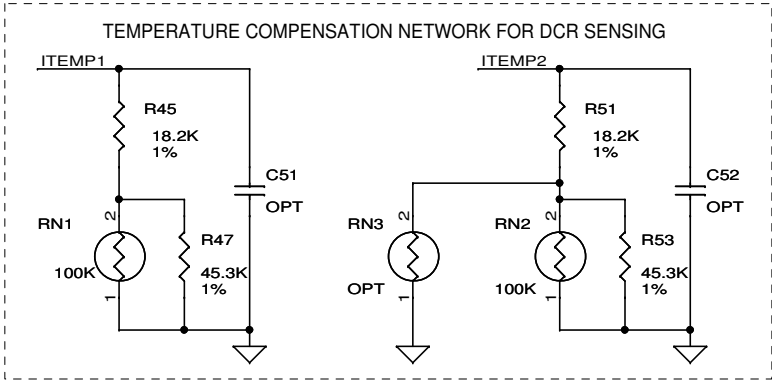 TEMPERATURE COMPENSATION NETWORK FOR DCR SENSING
ITEMP1
R45
18.2K
1%
C51
OPT
RN1
2
100K
1
R47
45.3K
1%
ITEMP2
R51
18.2K
1%
C52
OPT
RN3
2
OPT
1
RN2
2
100K
1
R53
45.3K
1%